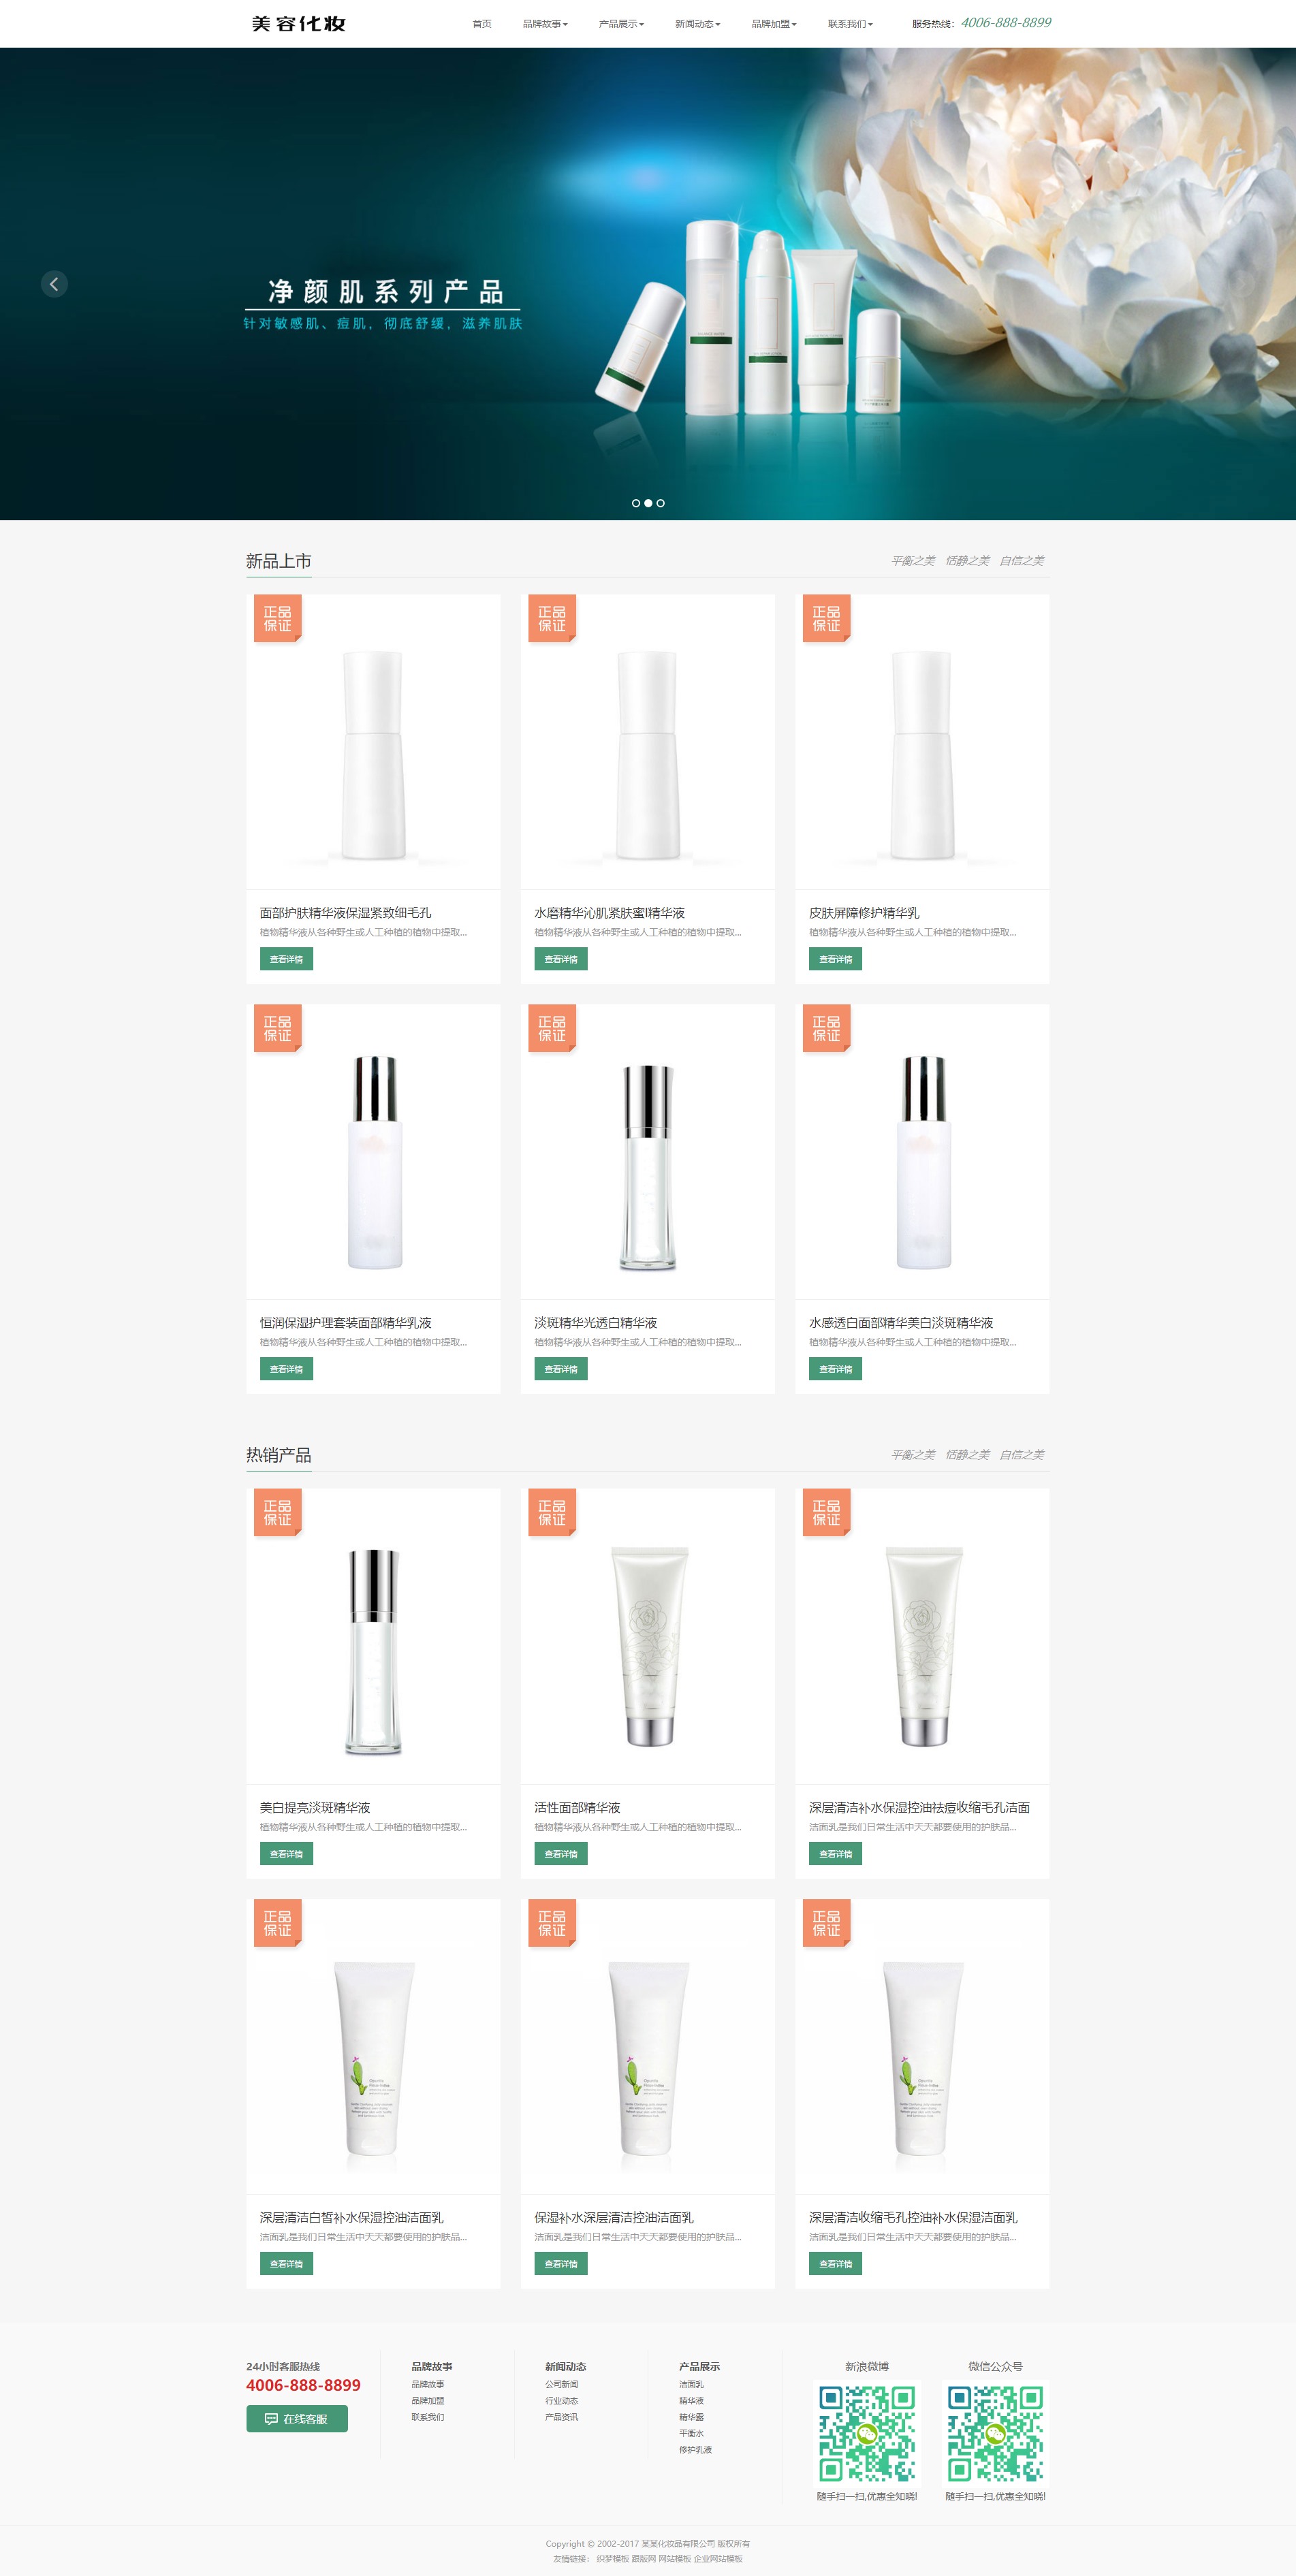 美容化妆
首页 品牌故事 产品展示 新闻动态 品牌加盟 联系我们 服务热线: 4006-888-8899
净颜肌系列产品
针对敏感肌、痘肌, 彻底舒缓, 滋养肌肤
新品上市
平衡之美 恬静之美 自信之美
正品
保证
正品
保证
正品
保证
面部护肤精华液保湿紧致细毛孔
植物精华液从各种野生或人工种植的植物中提取...
查看详情
水磨精华沁肌紧肤蜜l精华液
植物精华液从各种野生或人工种植的植物中提取...
查看详情
皮肤屏障修护精华乳
植物精华液从各种野生或人工种植的植物中提取...
查看详情
正品
保证
正品
保证
正品
保证
恒润保湿护理套装面部精华乳液
植物精华液从各种野生或人工种植的植物中提取...
查看详情
淡斑精华光透白精华液
植物精华液从各种野生或人工种植的植物中提取...
查看详情
水感透白面部精华美白淡斑精华液
植物精华液从各种野生或人工种植的植物中提取...
查看详情
热销产品
平衡之美 恬静之美 自信之美
正品
保证
正品
保证
正品
保证
美白提亮淡斑精华液
植物精华液从各种野生或人工种植的植物中提取...
查看详情
活性面部精华液
植物精华液从各种野生或人工种植的植物中提取...
查看详情
深层清洁补水保湿控油祛痘收缩毛孔洁面
洁面乳是我们日常生活中天天都要使用的护肤品...
查看详情
正品
保证
正品
保证
正品
保证
深层清洁白皙补水保湿控油洁面乳
洁面乳是我们日常生活中天天都要使用的护肤品...
查看详情
保湿补水深层清洁控油洁面乳
洁面乳是我们日常生活中天天都要使用的护肤品...
查看详情
深层清洁收缩毛孔控油补水保湿洁面乳
洁面乳是我们日常生活中天天都要使用的护肤品...
查看详情
24小时客服热线
4006-888-8899
在线客服
品牌故事
品牌故事
品牌加盟
联系我们
新闻动态
公司新闻
行业动态
产品资讯
产品展示
洁面乳
精华液
精华露
平衡水
修护乳液
新浪微博
随手扫一扫,优惠全知晓!
微信公众号
随手扫一扫,优惠全知晓!
Copyright © 2002-2017 某某化妆品有限公司 版权所有
友情链接: 织梦模板 跟版网 网站模板 企业网站模板